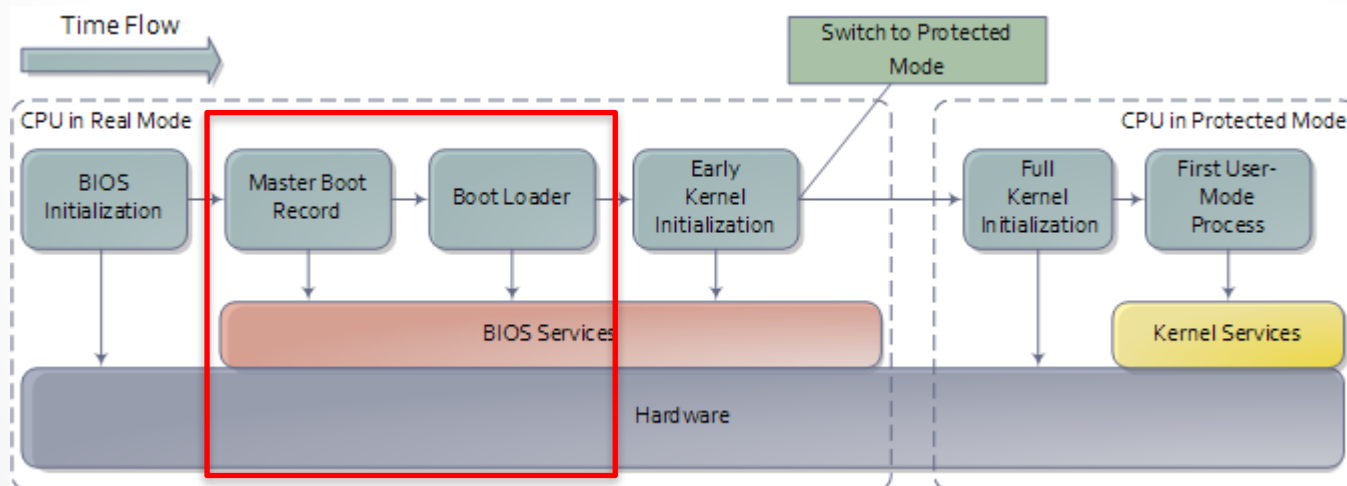 Time Flow
Switch to Protected
Mode
CPU in Real Mode
CPU in Protected Mode
BIOS
Initialization
Master Boot
Record
Boot Loader
Early
Kernel
Initialization
Full
Kernel
Initialization
First User-
Mode
Process
BIOS Services
Kernel Services
Hardware